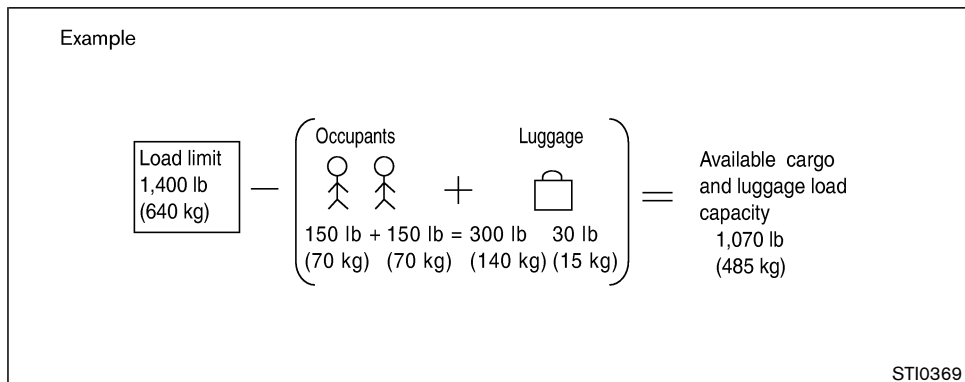 Example
Occupants Luggage
Load limit
1,400 lb
(640 kg)
−
+
=
150 lb + 150 lb = 300 lb 30 lb
(70 kg) (70 kg) (140 kg) (15 kg)
Available cargo
and luggage load
capacity
1,070 lb
(485 kg)
STI0369